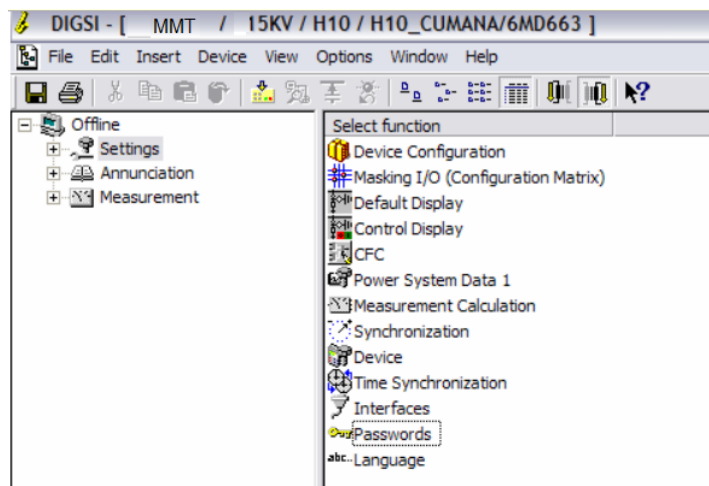 DIGSI - [ MMT / 15KV / H10 / H10_CUMANA/6MD663 ]
File Edit Insert Device View Options Window Help
Offline
Settings
Annunciation
Measurement
Select function
Device Configuration
Masking I/O (Configuration Matrix)
Default Display
Control Display
CFC
Power System Data 1
Measurement Calculation
Synchronization
Device
Time Synchronization
Interfaces
Passwords
abc.. Language